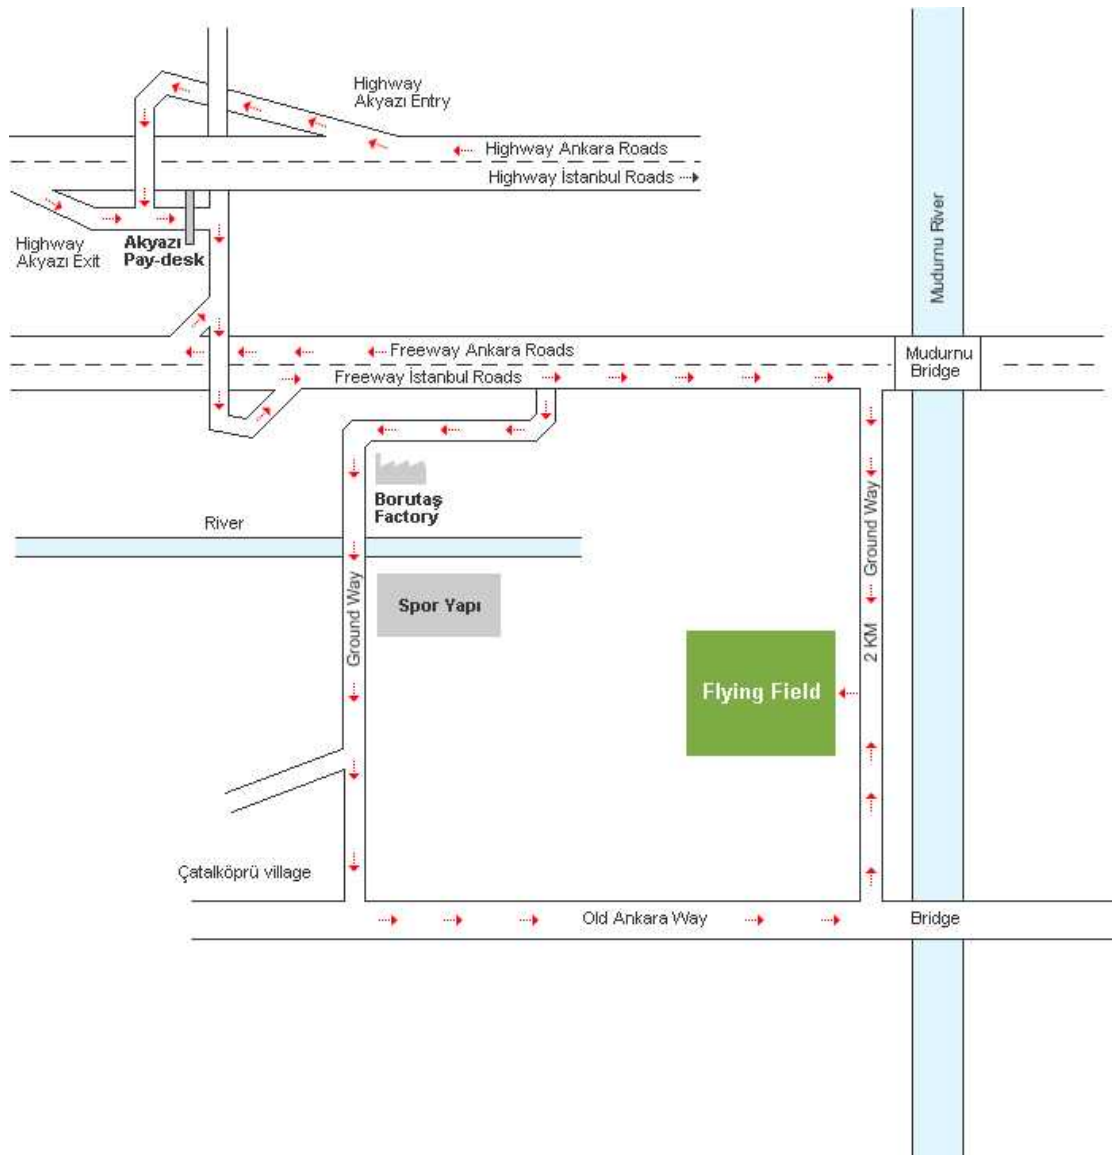 Highway
Akyazı Entry
Highway Ankara Roads
Highway İstanbul Roads
Highway
Akyazı Exit
Akyazı
Pay-desk
Mudurnu River
Freeway Ankara Roads
Freeway İstanbul Roads
Mudurnu
Bridge
Borutaş
Factory
River
Ground Way
Spor Yapı
Ground Way
2 KM
Flying Field
Çatalköprü village
Old Ankara Way
Bridge